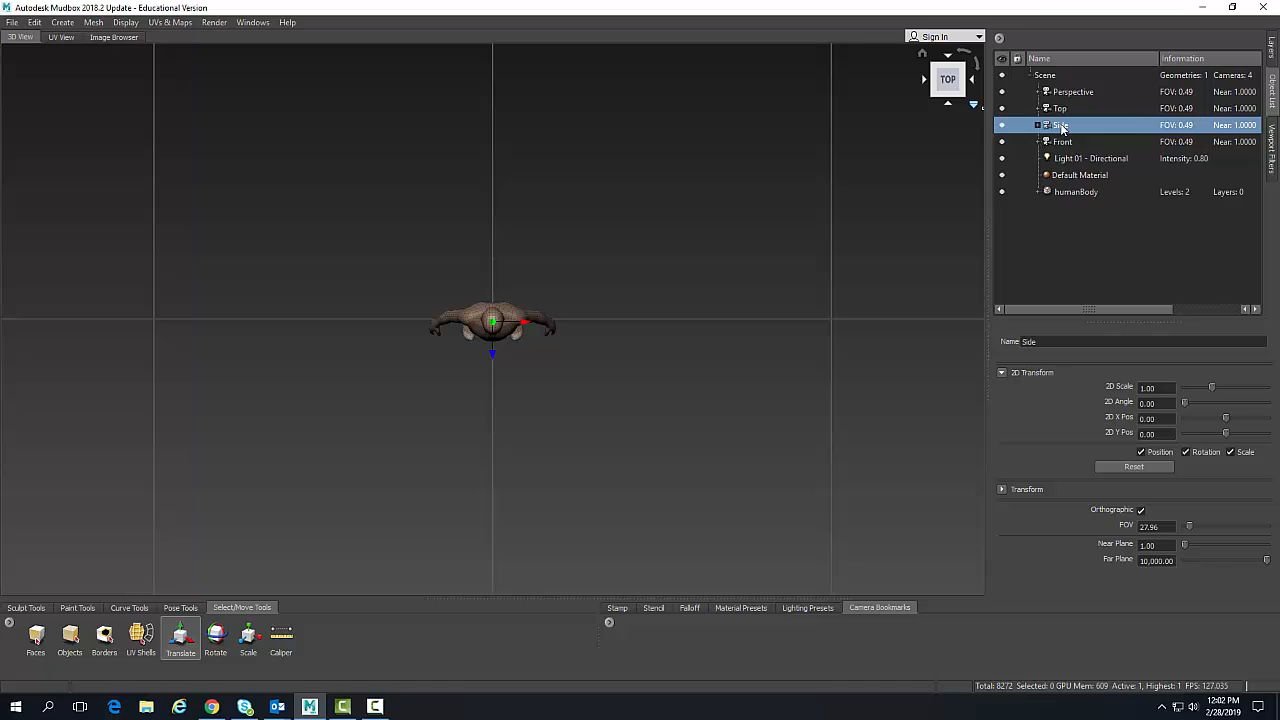 Autodesk Mudbox 2018.2 Update - Educational Version
File Edit Create Mesh Display UVs & Maps Render Windows Help
3D View UV View Image Browser Sign In
TOP
Name Information
Scene Geometries: 1 Cameras: 4
Perspective FOV: 0.49 Near: 1.0000
Top FOV: 0.49 Near: 1.0000
Side FOV: 0.49 Near: 1.0000
Front FOV: 0.49 Near: 1.0000
Light 01 - Directional Intensity: 0.80
Default Material
humanBody Levels: 2 Layers: 0
Layers
Object List
Viewport Filters
Name Side
2D Transform
2D Scale 1.00
2D Angle 0.00
2D X Pos 0.00
2D Y Pos 0.00
Position Rotation Scale
Reset
Transform
Orthographic
FOV 27.96
Near Plane 1.00
Far Plane 10,000.00
Sculpt Tools Paint Tools Curve Tools Pose Tools Select/Move Tools
Stamp Stencil Falloff Material Presets Lighting Presets Camera Bookmarks
Faces Objects Borders UV Shells Translate Rotate Scale Caliper
Total: 8272 Selected: 0 GPU Mem: 609 Active: 1, Highest: 1 FPS: 127.035
12:02 PM
2/28/2019